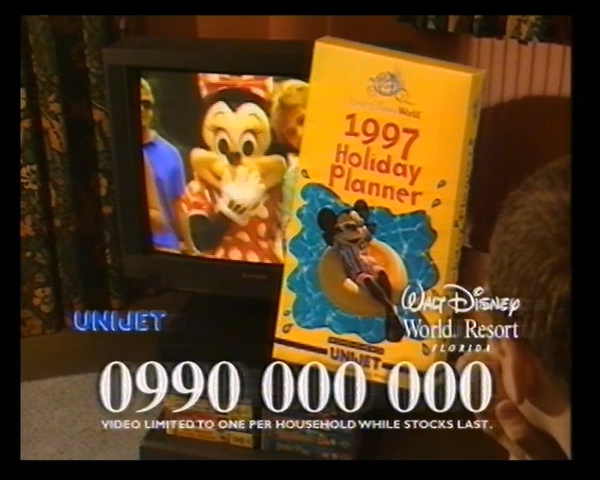 Walt Disney World
1997
Holiday
Planner
UNIJET
UNIJET
WALT DISNEY
World Resort
FLORIDA
0990 000 000
VIDEO LIMITED TO ONE PER HOUSEHOLD WHILE STOCKS LAST.